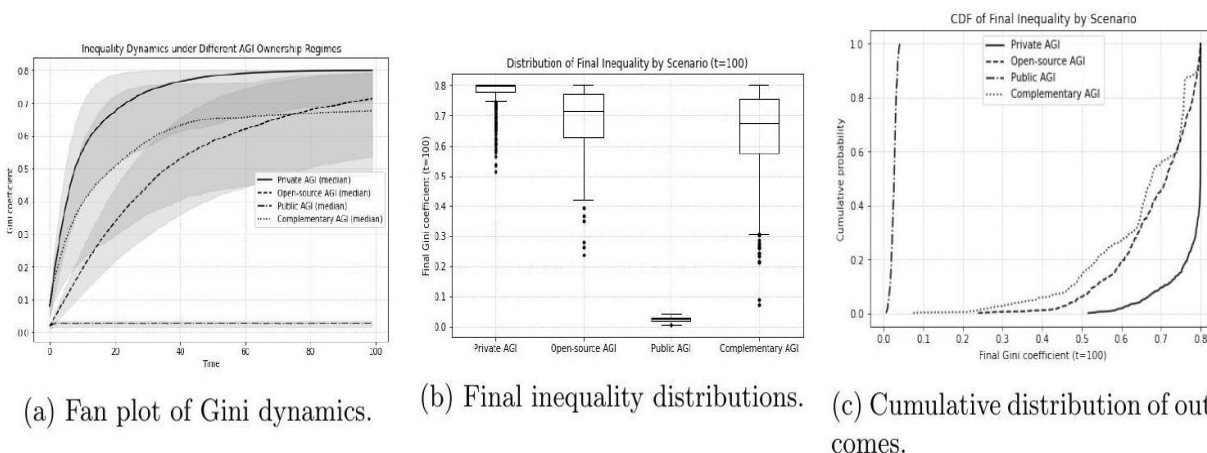 Inequality Dynamics under Different AGI Ownership Regimes
Gini coefficient
0.8
0.7
0.6
0.5
0.4
0.3
0.2
0.1
0.0
Private AGI (median)
Open-source AGI (median)
Public AGI (median)
Complementary AGI (median)
0 20 40 60 80 100
Time
(a) Fan plot of Gini dynamics.
Distribution of Final Inequality by Scenario (t=100)
Final Gini coefficient (t=100)
0.8
0.7
0.6
0.5
0.4
0.3
0.2
0.1
0.0
Private AGI Open-source AGI Public AGI Complementary AGI
(b) Final inequality distributions.
CDF of Final Inequality by Scenario
Cumulative probability
1.0
0.8
0.6
0.4
0.2
0.0
Private AGI
Open-source AGI
Public AGI
Complementary AGI
0.0 0.1 0.2 0.3 0.4 0.5 0.6 0.7 0.8
Final Gini coefficient (t=100)
(c) Cumulative distribution of out
comes.